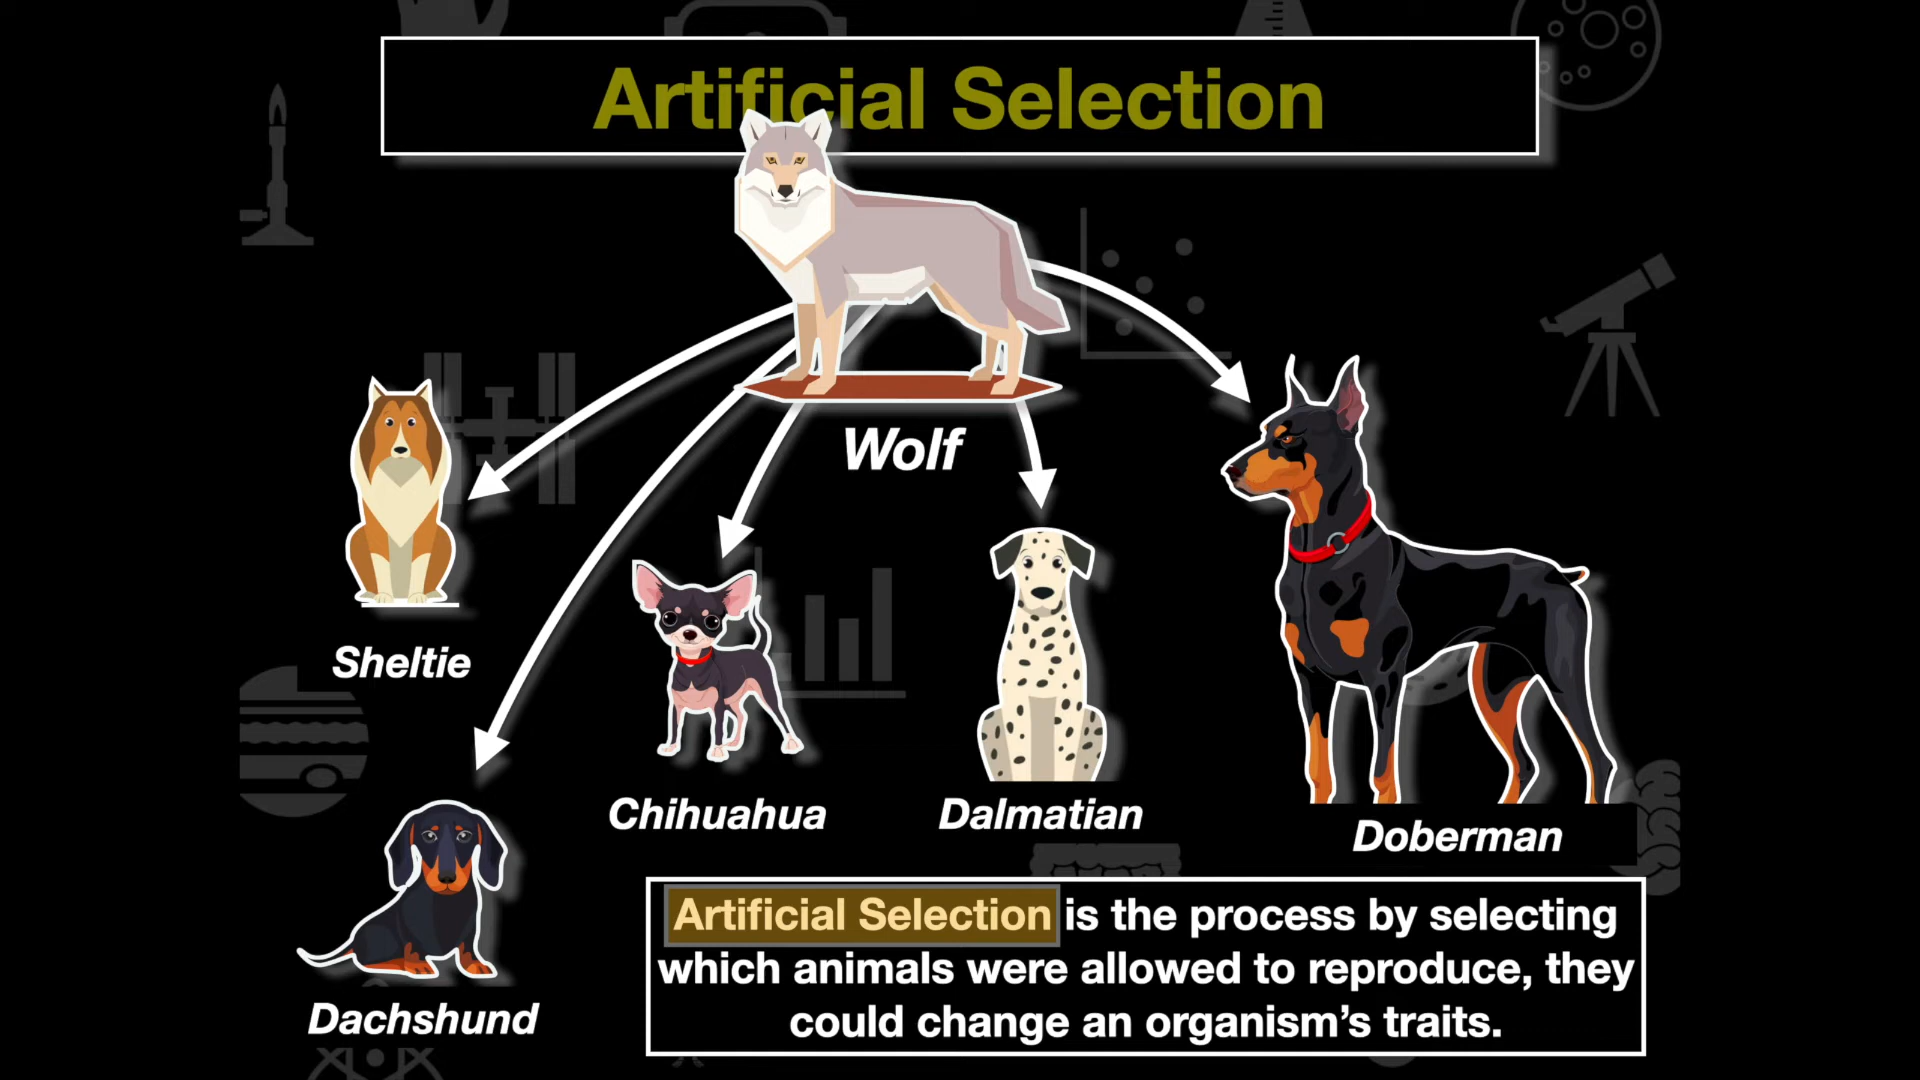 Artificial Selection
Wolf
Sheltie
Chihuahua
Dalmatian
Doberman
Dachshund
Artificial Selection is the process by selecting
which animals were allowed to reproduce, they
could change an organism's traits.